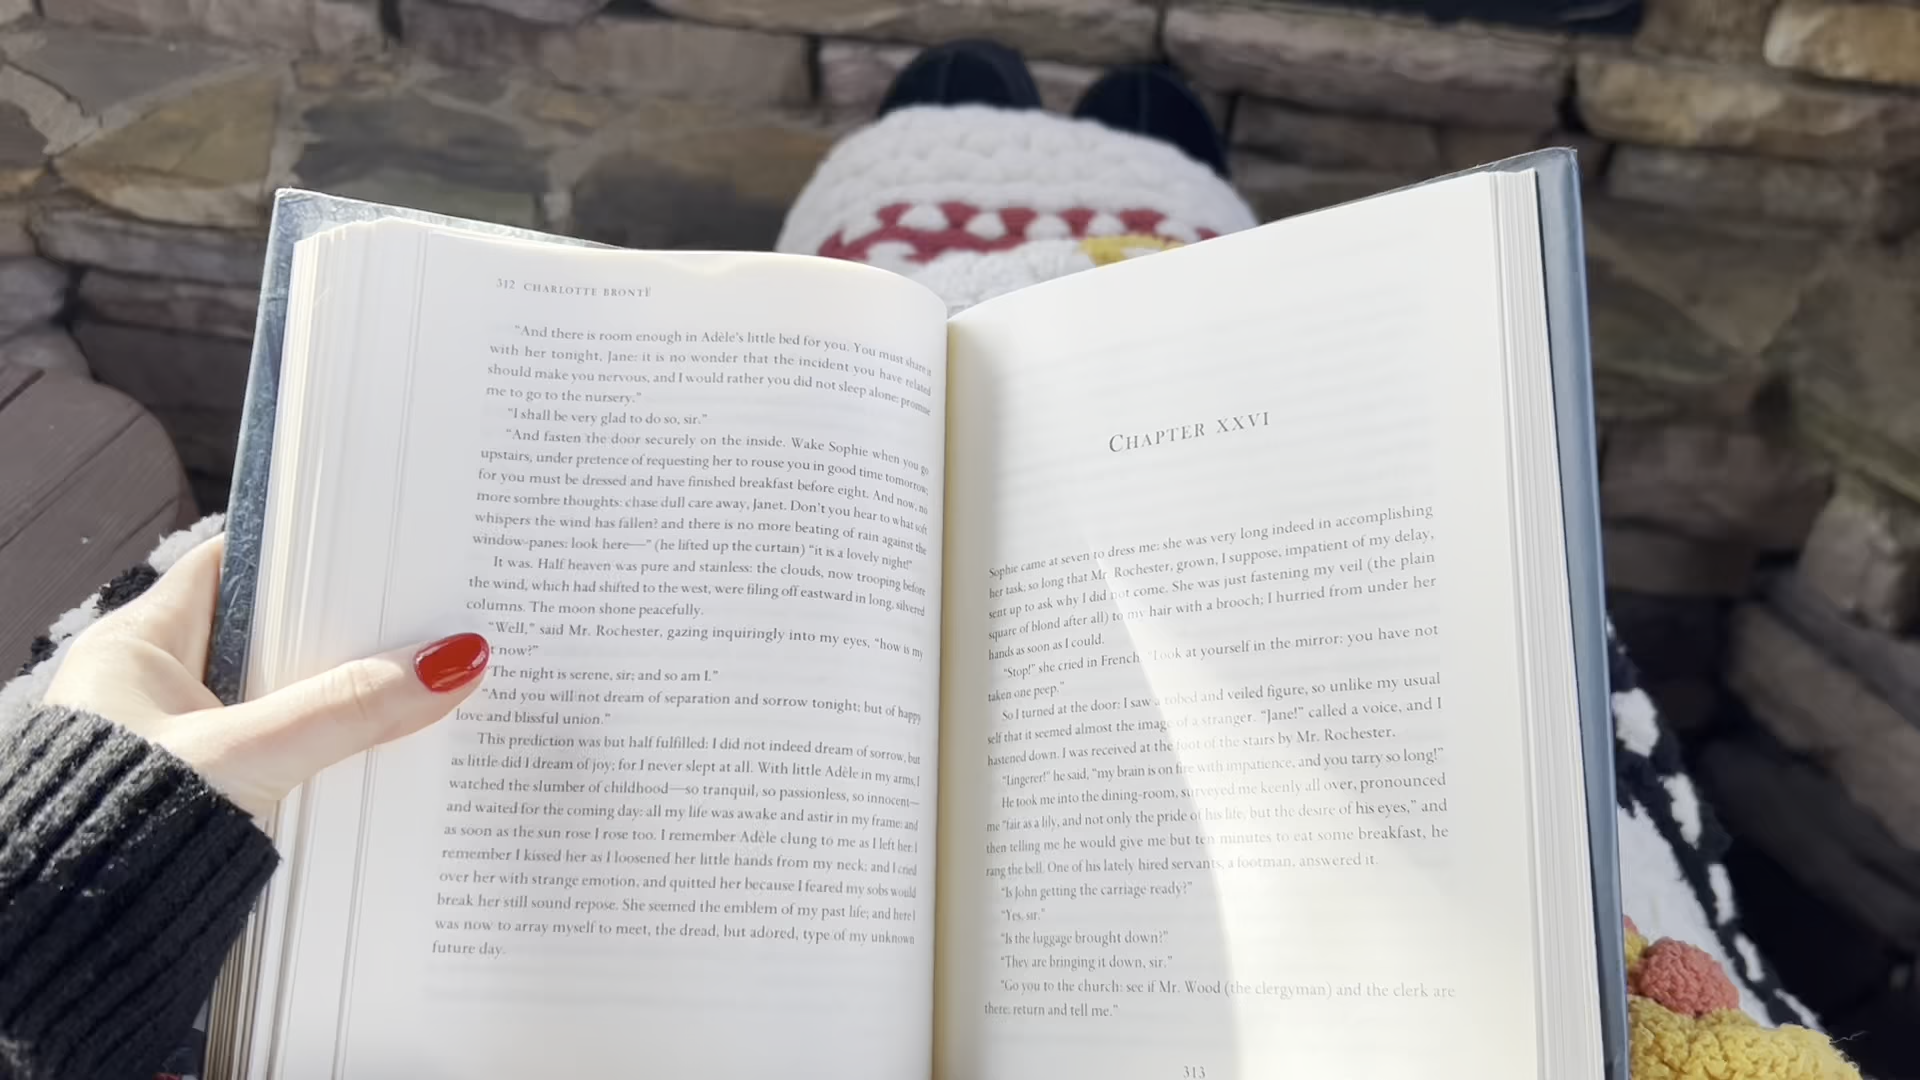 312 CHARLOTTE BRONTË
“And there is room enough in Adèle’s little bed for you. You must share it
with her tonight, Jane: it is no wonder that the incident you have related
should make you nervous, and I would rather you did not sleep alone: promise
me to go to the nursery.”
“I shall be very glad to do so, sir.”
“And fasten the door securely on the inside. Wake Sophie when you go
upstairs, under pretence of requesting her to rouse you in good time tomorrow;
for you must be dressed and have finished breakfast before eight. And now, no
more sombre thoughts: chase dull care away, Janet. Don’t you hear to what soft
whispers the wind has fallen? and there is no more beating of rain against the
window-panes: look here—” (he lifted up the curtain) “it is a lovely night!”
It was. Half heaven was pure and stainless: the clouds, now trooping before
the wind, which had shifted to the west, were filing off eastward in long, silvered
columns. The moon shone peacefully.
“Well,” said Mr. Rochester, gazing inquiringly into my eyes, “how is my
t now?”
“The night is serene, sir; and so am I.”
“And you will not dream of separation and sorrow tonight; but of happy
love and blissful union.”
This prediction was but half fulfilled: I did not indeed dream of sorrow, but
as little did I dream of joy; for I never slept at all. With little Adèle in my arms, I
watched the slumber of childhood—so tranquil, so passionless, so innocent—
and waited for the coming day: all my life was awake and astir in my frame: and
as soon as the sun rose I rose too. I remember Adèle clung to me as I left her: I
remember I kissed her as I loosened her little hands from my neck; and I cried
over her with strange emotion, and quitted her because I feared my sobs would
break her still sound repose. She seemed the emblem of my past life; and here I
was now to array myself to meet, the dread, but adored, type of my unknown
future day.
CHAPTER XXVI
Sophie came at seven to dress me: she was very long indeed in accomplishing
her task; so long that Mr. Rochester, grown, I suppose, impatient of my delay,
sent up to ask why I did not come. She was just fastening my veil (the plain
square of blond after all) to my hair with a brooch; I hurried from under her
hands as soon as I could.
“Stop!” she cried in French. “Look at yourself in the mirror: you have not
taken one peep.”
So I turned at the door: I saw a robed and veiled figure, so unlike my usual
self that it seemed almost the image of a stranger. “Jane!” called a voice, and I
hastened down. I was received at the foot of the stairs by Mr. Rochester.
“Lingerer!” he said, “my brain is on fire with impatience, and you tarry so long!”
He took me into the dining-room, surveyed me keenly all over, pronounced
me “fair as a lily, and not only the pride of his life, but the desire of his eyes,” and
then telling me he would give me but ten minutes to eat some breakfast, he
rang the bell. One of his lately hired servants, a footman, answered it.
“Is John getting the carriage ready?”
“Yes, sir.”
“Is the luggage brought down?”
“They are bringing it down, sir.”
“Go you to the church: see if Mr. Wood (the clergyman) and the clerk are
there: return and tell me.”
313